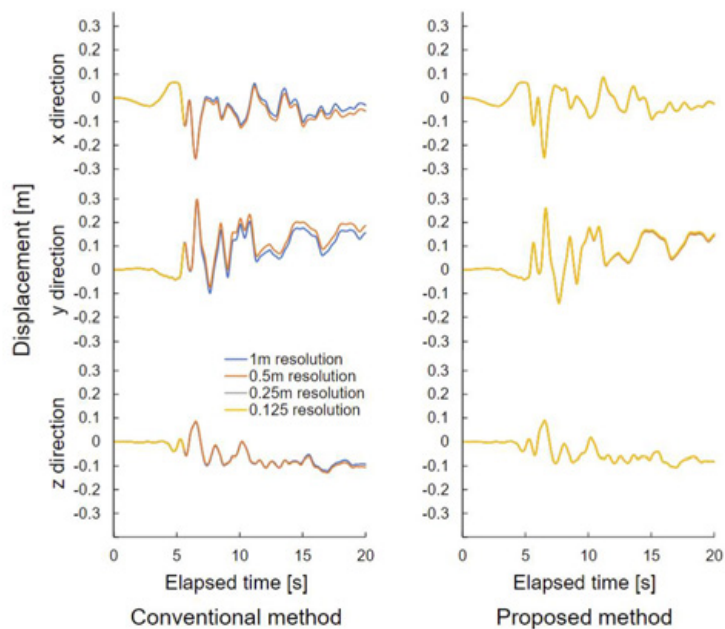 Displacement [m]
x direction
0.3
0.2
0.1
0
-0.1
-0.2
-0.3
y direction
0.3
0.2
0.1
0
-0.1
-0.2
-0.3
z direction
0.3
0.2
0.1
0
-0.1
-0.2
-0.3
1m resolution
0.5m resolution
0.25m resolution
0.125 resolution
0 5 10 15 20
Elapsed time [s]
Conventional method
x direction
0.3
0.2
0.1
0
-0.1
-0.2
-0.3
y direction
0.3
0.2
0.1
0
-0.1
-0.2
-0.3
z direction
0.3
0.2
0.1
0
-0.1
-0.2
-0.3
0 5 10 15 20
Elapsed time [s]
Proposed method